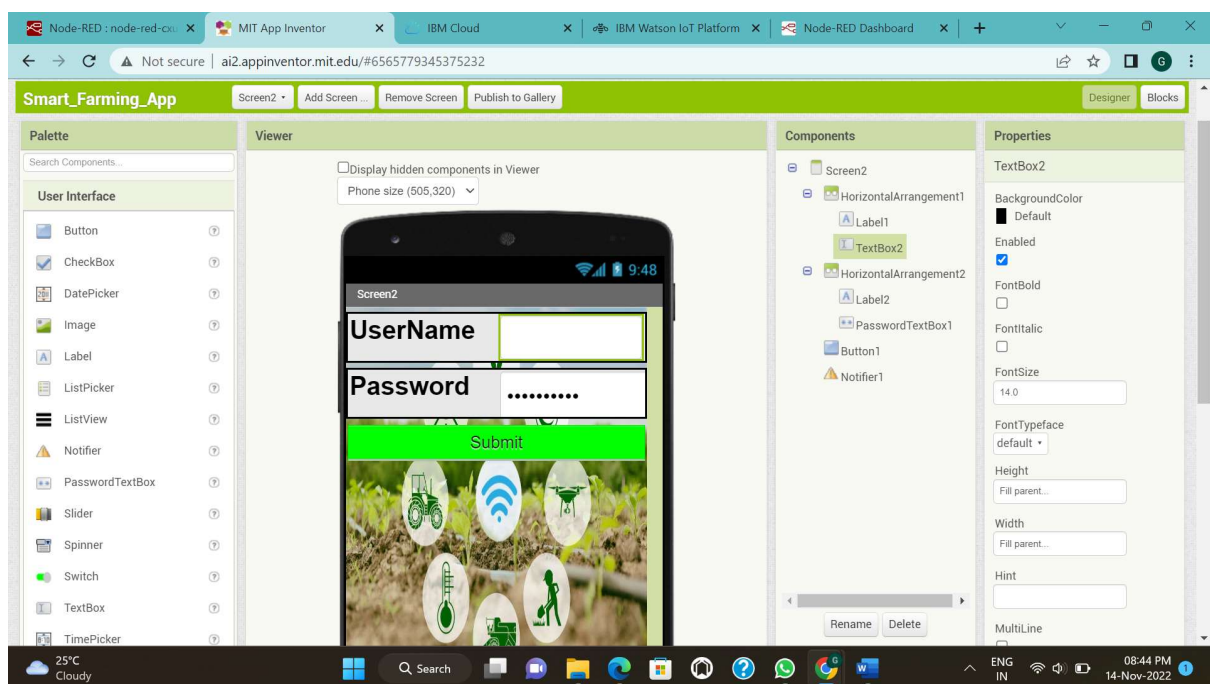 Node-RED : node-red-cxu
MIT App Inventor
IBM Cloud
IBM Watson IoT Platform
Node-RED Dashboard
Not secure | ai2.appinventor.mit.edu/#6565779345375232
G
Smart_Farming_App
Screen2
Add Screen ...
Remove Screen
Publish to Gallery
Designer
Blocks
Palette
Search Components...
User Interface
Button
CheckBox
DatePicker
Image
Label
ListPicker
ListView
Notifier
PasswordTextBox
Slider
Spinner
Switch
TextBox
TimePicker
Viewer
Display hidden components in Viewer
Phone size (505,320)
9:48
Screen2
UserName
Password
Submit
Components
Screen2
HorizontalArrangement1
Label1
TextBox2
HorizontalArrangement2
Label2
PasswordTextBox1
Button1
Notifier1
Rename
Delete
Properties
TextBox2
BackgroundColor
Default
Enabled
FontBold
FontItalic
FontSize
14.0
FontTypeface
default
Height
Fill parent...
Width
Fill parent...
Hint
MultiLine
25°C
Cloudy
Search
ENG
IN
08:44 PM
14-Nov-2022
1